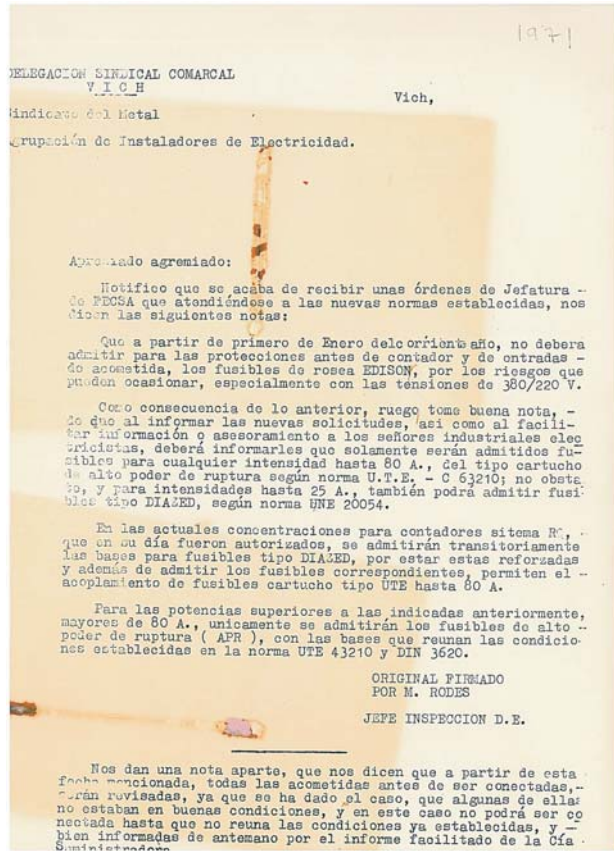 1971
DELEGACION SINDICAL COMARCAL
V I C H
Vich,
Sindicato del Metal
Agrupación de Instaladores de Electricidad.
Apreciado agremiado:
Notifico que se acaba de recibir unas órdenes de Jefatura -
de FECSA que atendiéndose a las nuevas normas establecidas, nos
dicen las siguientes notas:
Que a partir de primero de Enero delcorriente año, no debera
admitir para las protecciones antes de contador y de entradas -
de acometida, los fusibles de rosea EDISON, por los riesgos que
pueden ocasionar, especialmente con las tensiones de 380/220 V.
Como consecuencia de lo anterior, ruego tome buena nota, -
de que al informar las nuevas solicitudes, asi como al facili-
tar información o asesoramiento a los señores industriales elec
tricistas, deberá informarles que solamente serán admitidos fu-
sibles para cualquier intensidad hasta 80 A., del tipo cartucho
de alto poder de ruptura según norma U.T.E. - C 63210; no obsta
to, y para intensidades hasta 25 A., también podrá admitir fusi-
bles tipo DIAZED, según norma UNE 20054.
En las actuales concentraciones para contadores sitema -
que en su día fueron autorizados, se admitirán transitoriamente
las bases para fusibles tipo DIAZED, por estar estas reforzadas
y además de admitir los fusibles correspondientes, permiten el -
acoplamiento de fusibles cartucho tipo UTE hasta 80 A.
Para las potencias superiores a las indicadas anteriormente,
mayores de 80 A., unicamente se admitirán los fusibles de alto -
poder de ruptura ( APR ), con las bases que reunan las condicio-
nes establecidas en la norma UTE 43210 y DIN 3620.
ORIGINAL FIRMADO
POR M. RODES
JEFE INSPECCION D.E.
Nos dan una nota aparte, que nos dicen que a partir de esta
fecha mencionada, todas las acometidas antes de ser conectadas,-
serán revisadas, ya que se ha dado el caso, que algunas de ellas
no estaban en buenas condiciones, y en este caso no podrá ser co
nectada hasta que no reuna las condiciones ya establecidas, y -
bien informadas de antemano por el informe facilitado de la Cía
Suministradora